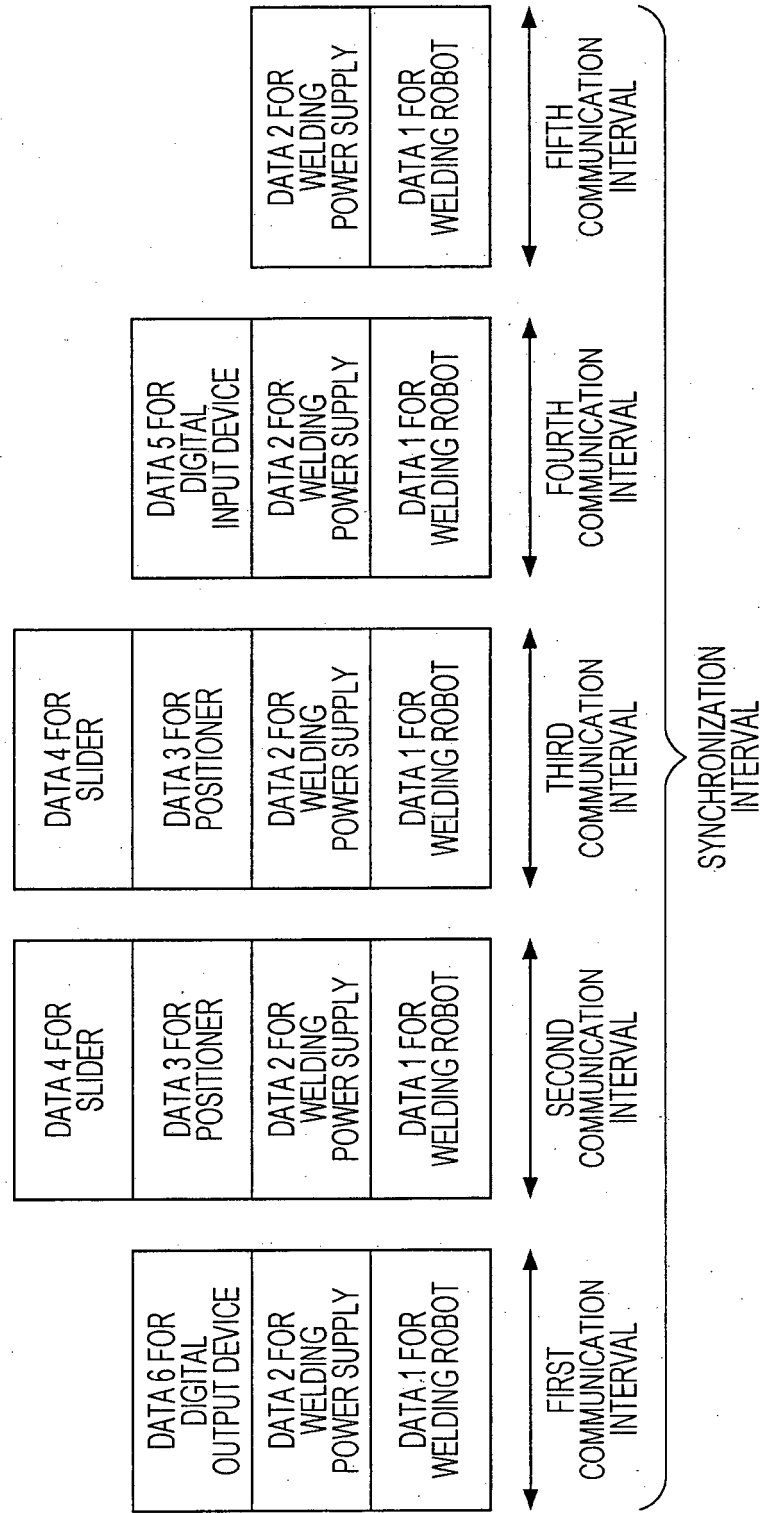 DATA 6 FOR
DIGITAL
OUTPUT DEVICE
DATA 2 FOR
WELDING
POWER SUPPLY
DATA 1 FOR
WELDING ROBOT
FIRST
COMMUNICATION
INTERVAL
DATA 4 FOR
SLIDER
DATA 3 FOR
POSITIONER
DATA 2 FOR
WELDING
POWER SUPPLY
DATA 1 FOR
WELDING ROBOT
SECOND
COMMUNICATION
INTERVAL
DATA 4 FOR
SLIDER
DATA 3 FOR
POSITIONER
DATA 2 FOR
WELDING
POWER SUPPLY
DATA 1 FOR
WELDING ROBOT
THIRD
COMMUNICATION
INTERVAL
DATA 5 FOR
DIGITAL
INPUT DEVICE
DATA 2 FOR
WELDING
POWER SUPPLY
DATA 1 FOR
WELDING ROBOT
FOURTH
COMMUNICATION
INTERVAL
DATA 2 FOR
WELDING
POWER SUPPLY
DATA 1 FOR
WELDING ROBOT
FIFTH
COMMUNICATION
INTERVAL
SYNCHRONIZATION
INTERVAL